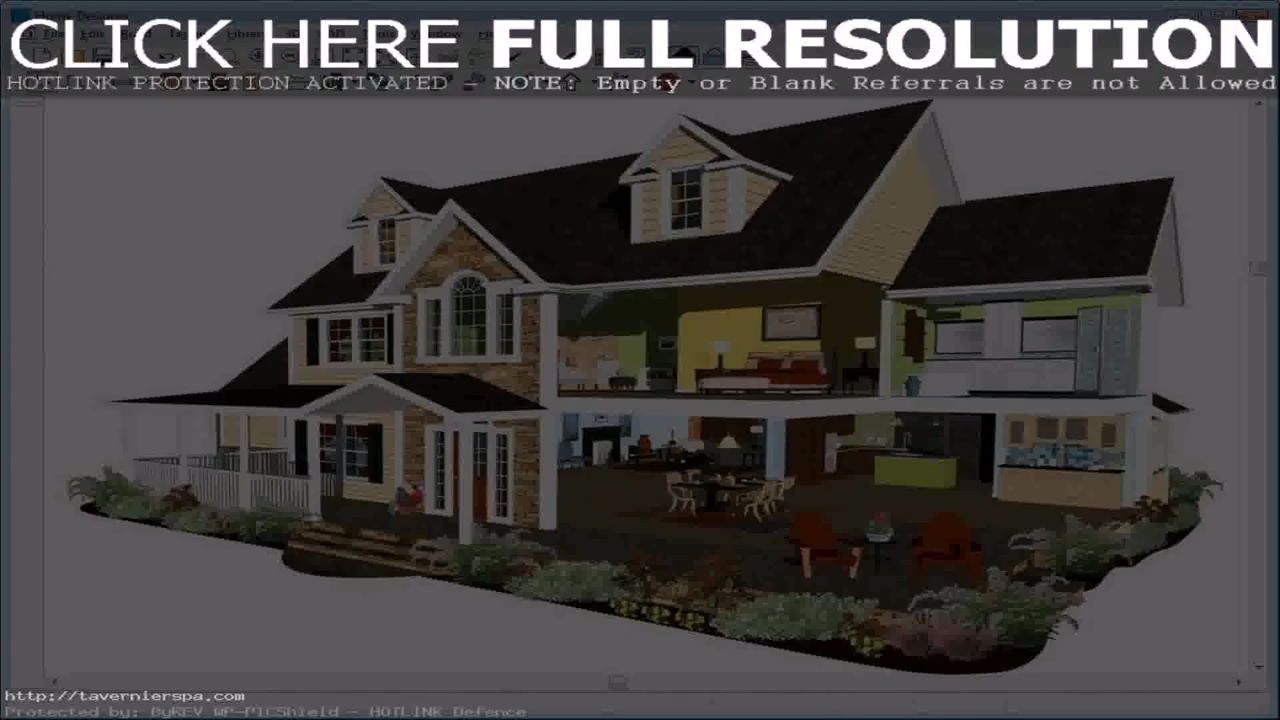 CLICK HERE FULL RESOLUTION
HOTLINK PROTECTION ACTIVATED - NOTE: Empty or Blank Referrals are not Allowed
http://tavernierspa.com
Protected by: ByREV WP-PICShield - HOTLINK Defence